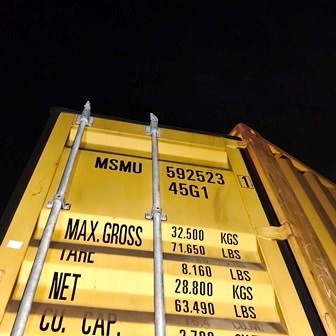 MSMU 592523 1
45G1
MAX. GROSS 32.500 KGS
71.650 LBS
TARE
8.160 LBS
NET 28.800 KGS
63.490 LBS
CU. CAP.